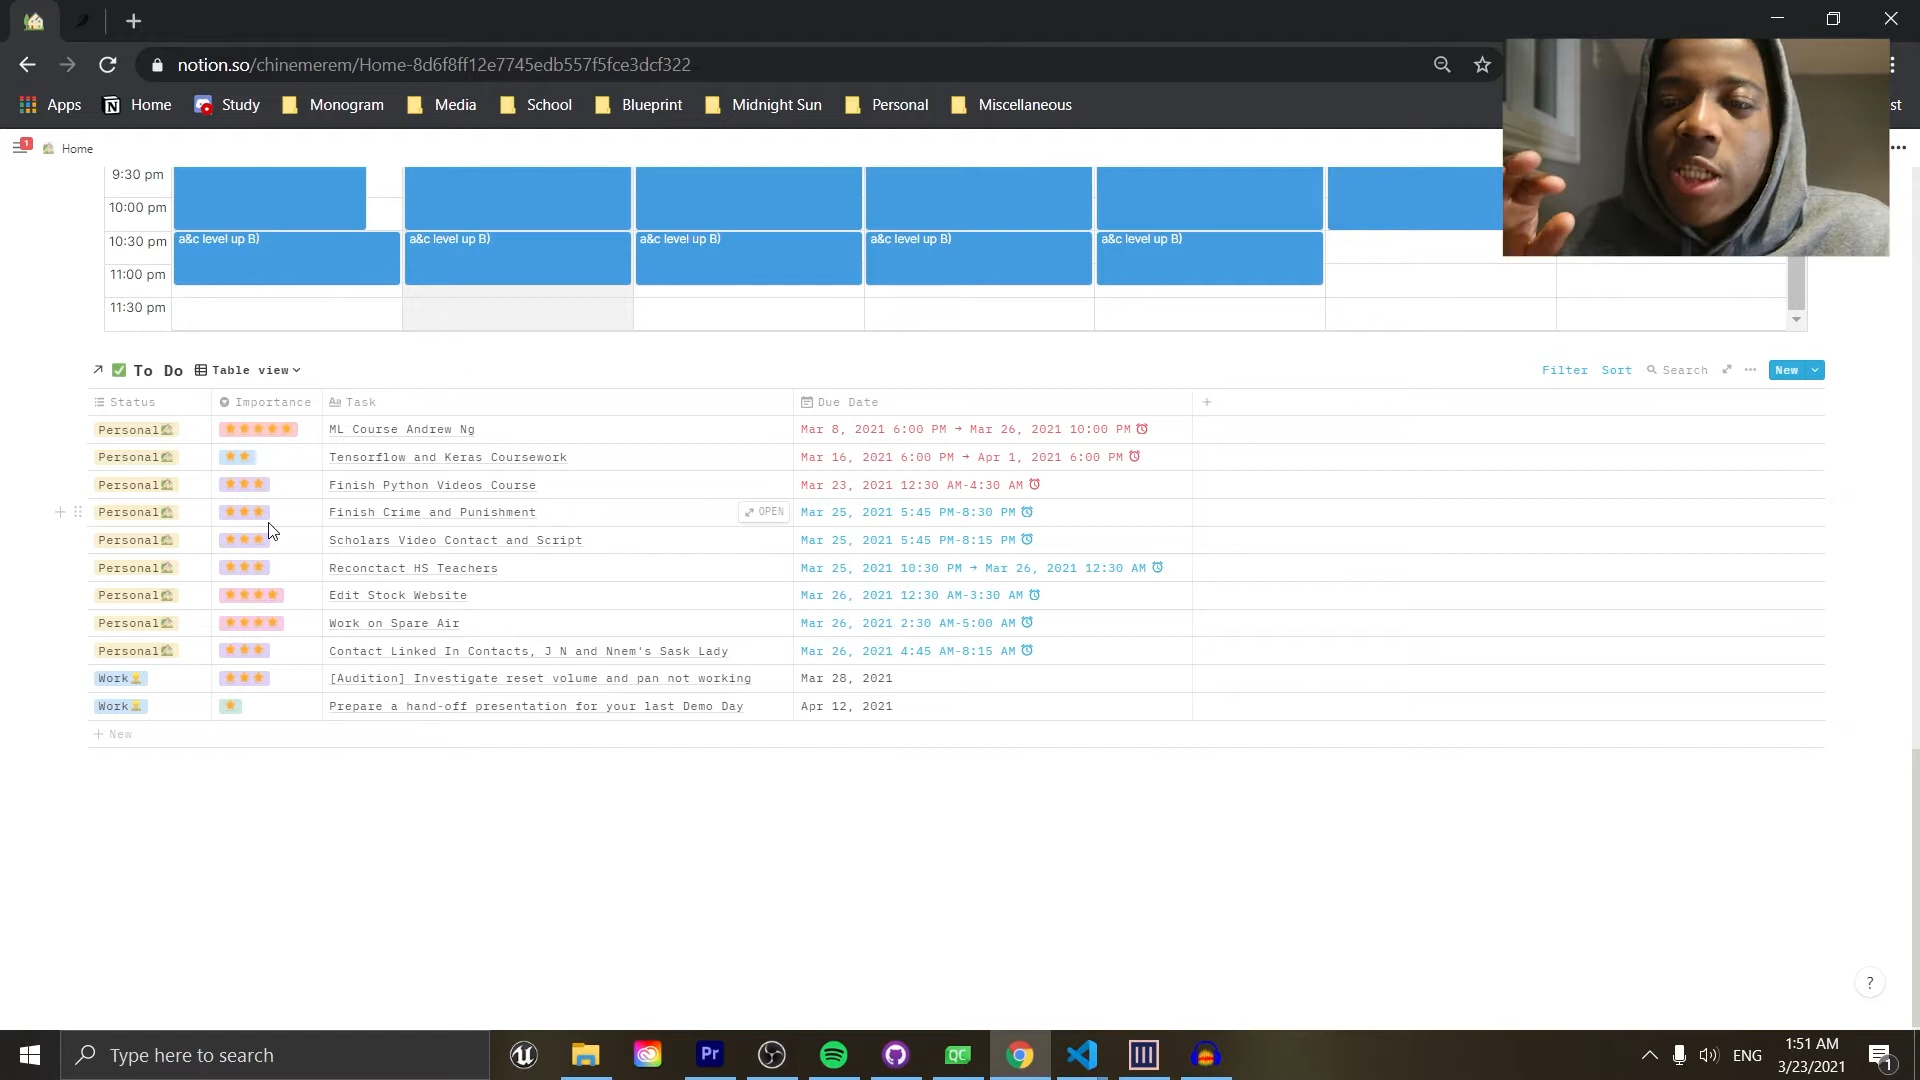 notion.so/chinemerem/Home-8d6f8ff12e7745edb557f5fce3dcf322
Apps Home Study Monogram Media School Blueprint Midnight Sun Personal Miscellaneous st
1 Home
9:30 pm
10:00 pm
10:30 pm a&c level up B) a&c level up B) a&c level up B) a&c level up B) a&c level up B)
11:00 pm
11:30 pm
To Do Table view Filter Sort Search New
Status Importance Aa Task Due Date
Personal ML Course Andrew Ng Mar 8, 2021 6:00 PM → Mar 26, 2021 10:00 PM
Personal Tensorflow and Keras Coursework Mar 16, 2021 6:00 PM → Apr 1, 2021 6:00 PM
Personal Finish Python Videos Course Mar 23, 2021 12:30 AM-4:30 AM
Personal Finish Crime and Punishment OPEN Mar 25, 2021 5:45 PM-8:30 PM
Personal Scholars Video Contact and Script Mar 25, 2021 5:45 PM-8:15 PM
Personal Reconctact HS Teachers Mar 25, 2021 10:30 PM → Mar 26, 2021 12:30 AM
Personal Edit Stock Website Mar 26, 2021 12:30 AM-3:30 AM
Personal Work on Spare Air Mar 26, 2021 2:30 AM-5:00 AM
Personal Contact Linked In Contacts, J N and Nnem's Sask Lady Mar 26, 2021 4:45 AM-8:15 AM
Work [Audition] Investigate reset volume and pan not working Mar 28, 2021
Work Prepare a hand-off presentation for your last Demo Day Apr 12, 2021
+ New
?
Type here to search Pr QC ENG 1:51 AM
3/23/2021 1